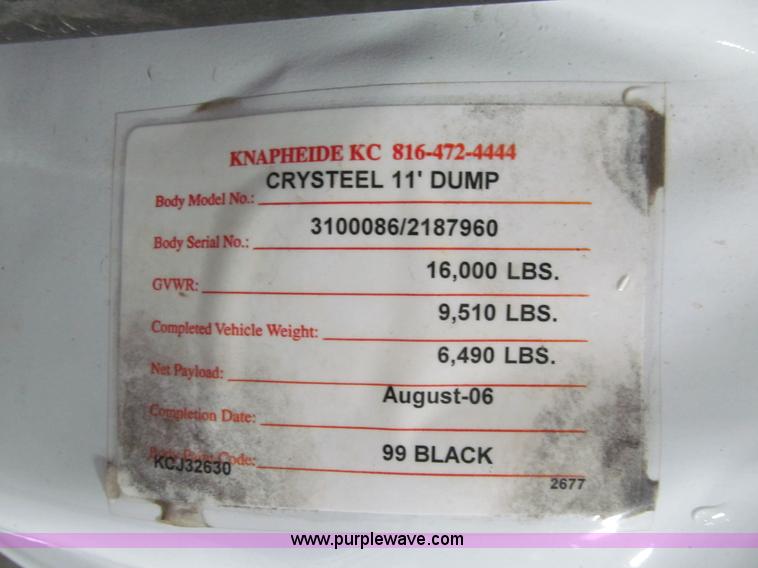 KNAPHEIDE KC 816-472-4444
Body Model No.: CRYSTEEL 11' DUMP
Body Serial No.: 3100086/2187960
GVWR: 16,000 LBS.
Completed Vehicle Weight: 9,510 LBS.
Net Payload: 6,490 LBS.
Completion Date: August-06
Code: 99 BLACK
KCJ32630
2677
www.purplewave.com